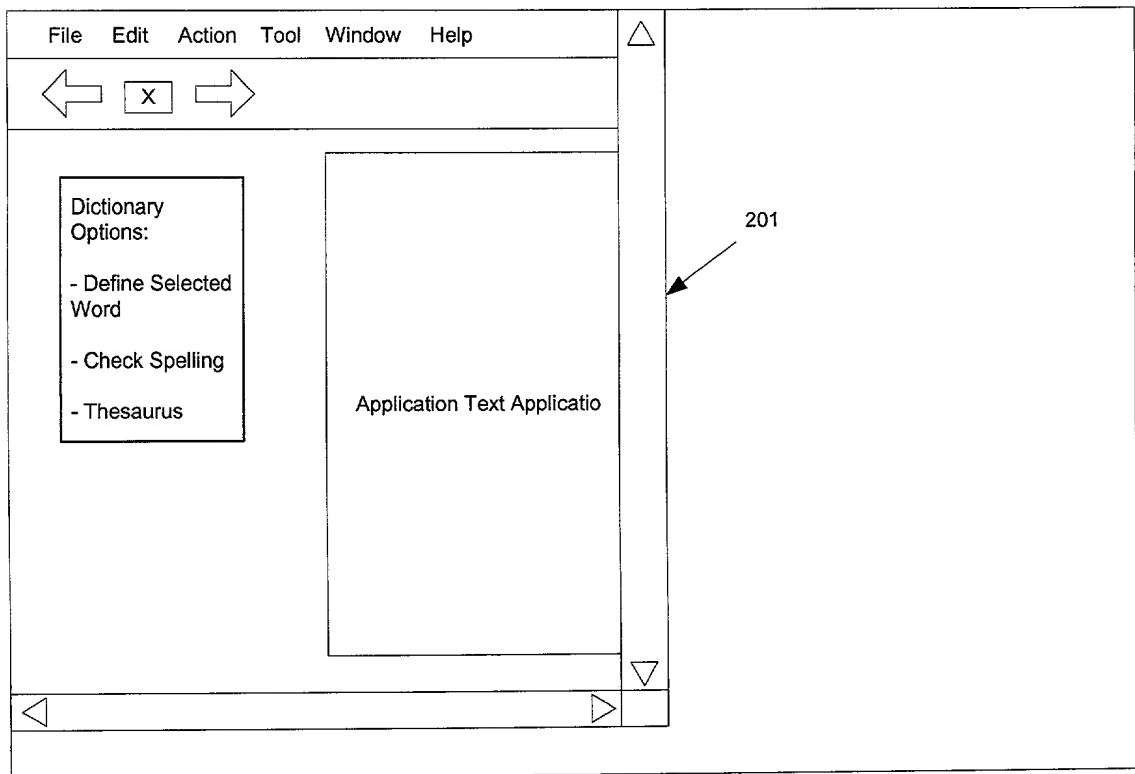 File Edit Action Tool Window Help
X
201
Dictionary
Options:
- Define Selected
Word
- Check Spelling
- Thesaurus
Application Text Applicatio